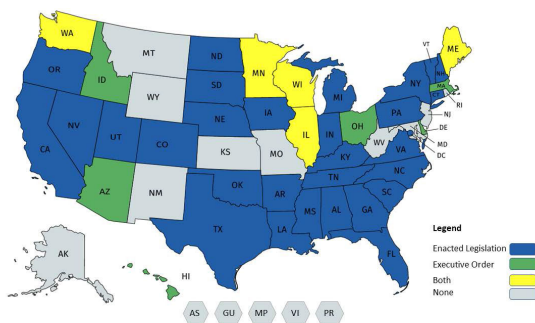 WA
MT
ND
MN
VT
ME
OR
ID
SD
WI
MI
NY
NH
MA
CT
RI
WY
NE
IA
PA
NJ
NV
UT
CO
IL
IN
OH
DE
MD
DC
CA
KS
MO
KY
WV
VA
AZ
NM
OK
AR
TN
NC
SC
TX
LA
MS
AL
GA
FL
AK
HI
AS
GU
MP
VI
PR
Legend
Enacted Legislation
Executive Order
Both
None